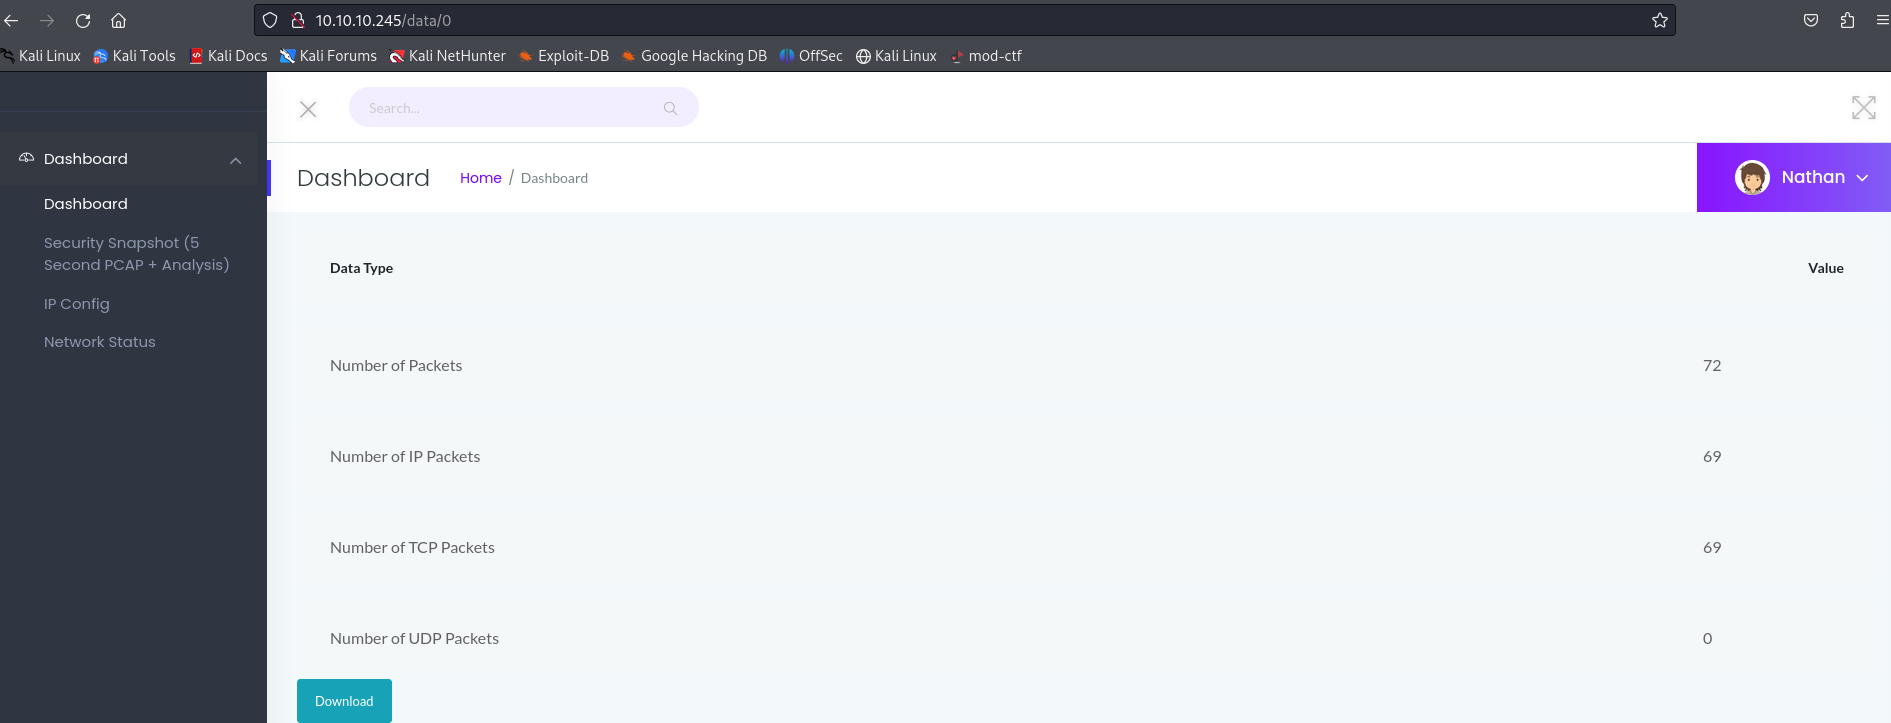 10.10.10.245/data/0
Kali Linux Kali Tools Kali Docs Kali Forums Kali NetHunter Exploit-DB Google Hacking DB OffSec Kali Linux mod-ctf
Search...
Dashboard
Dashboard
Security Snapshot (5
Second PCAP + Analysis)
IP Config
Network Status
Dashboard Home / Dashboard
Nathan
Data Type Value
Number of Packets 72
Number of IP Packets 69
Number of TCP Packets 69
Number of UDP Packets 0
Download